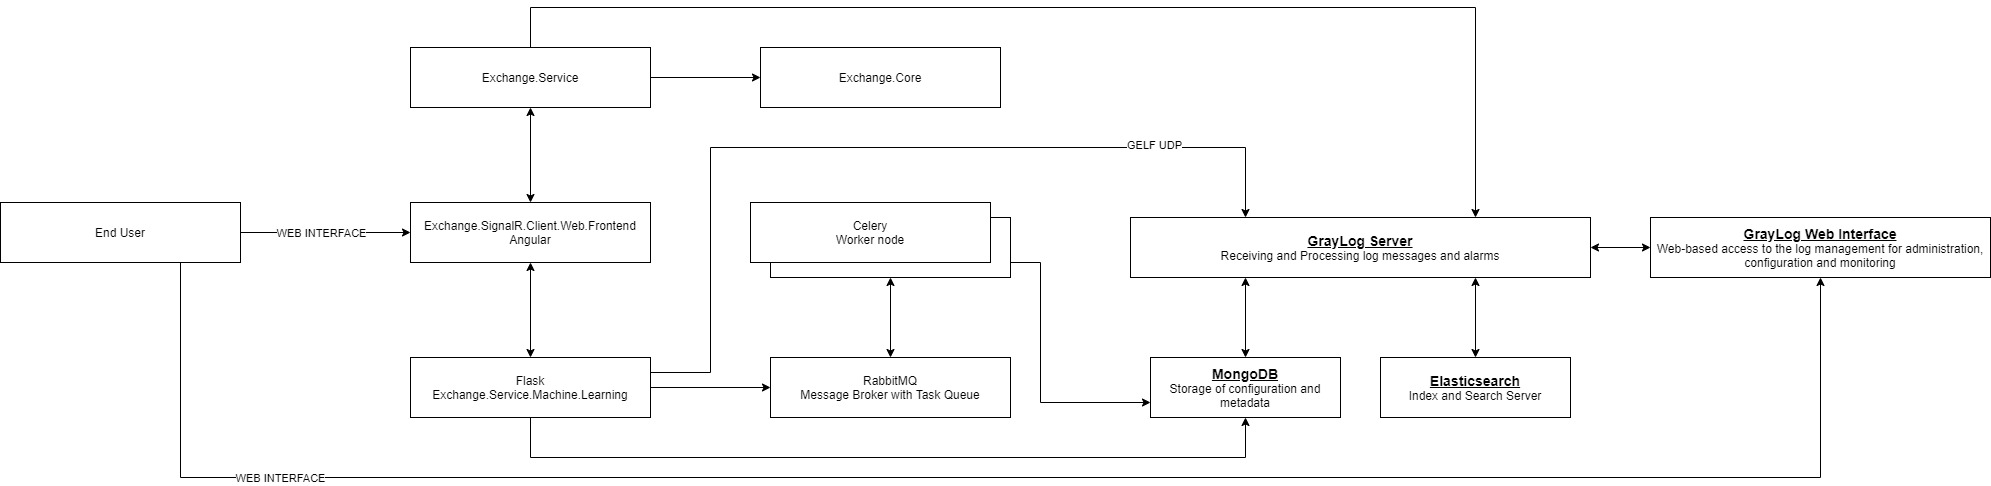 Exchange.Service
Exchange.Core
GELF UDP
End User
WEB INTERFACE
Exchange.SignalR.Client.Web.Frontend
Angular
Celery
Worker node
GrayLog Server
Receiving and Processing log messages and alarms
GrayLog Web Interface
Web-based access to the log management for administration,
configuration and monitoring
Flask
Exchange.Service.Machine.Learning
RabbitMQ
Message Broker with Task Queue
MongoDB
Storage of configuration and
metadata
Elasticsearch
Index and Search Server
WEB INTERFACE